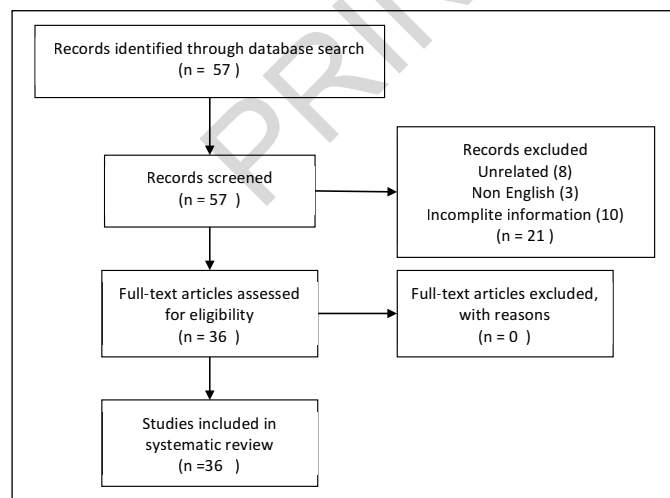 PRIN
Records identified through database search
(n = 57 )
Records screened
(n = 57 )
Records excluded
Unrelated (8)
Non English (3)
Incomplite information (10)
(n = 21 )
Full-text articles assessed
for eligibility
(n = 36 )
Full-text articles excluded,
with reasons
(n = 0 )
Studies included in
systematic review
(n =36 )